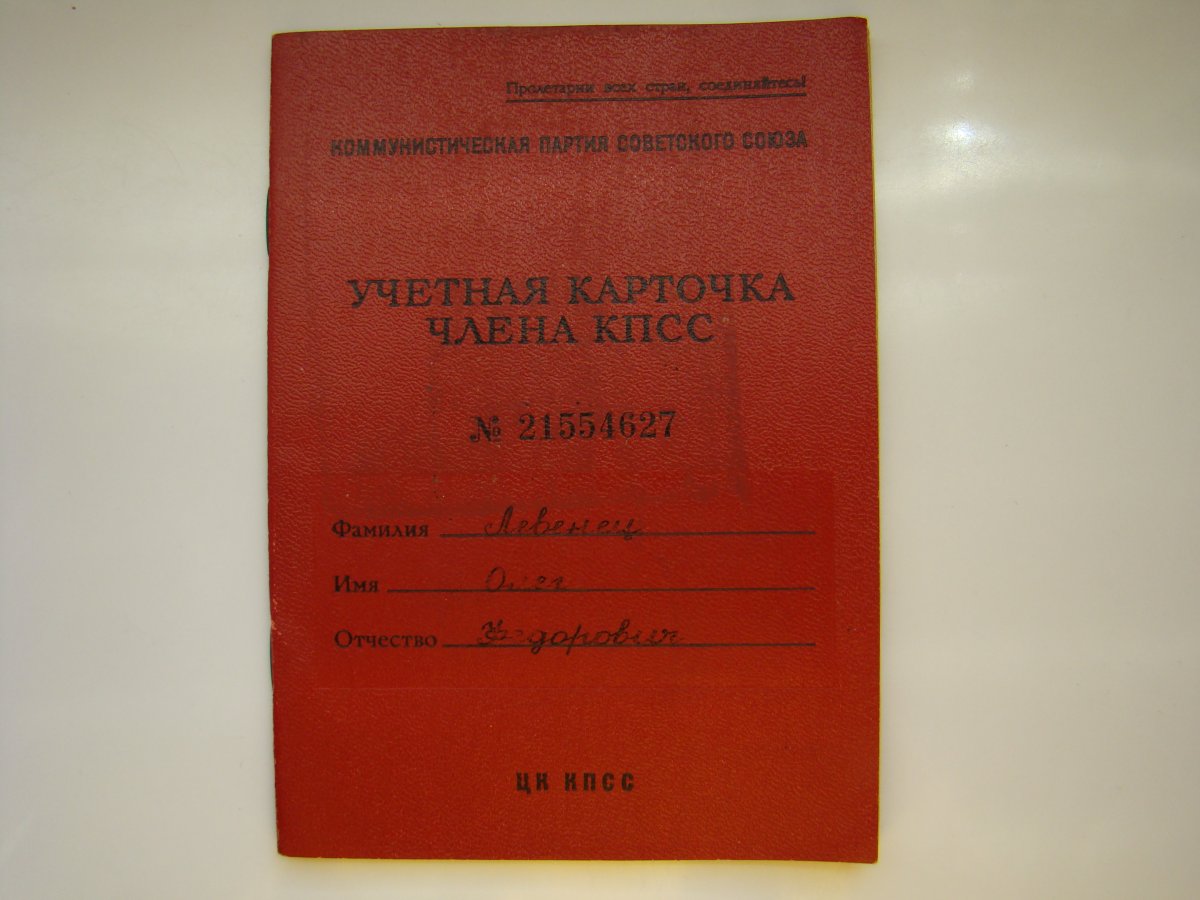 Пролетарии всех стран, соединяйтесь!
КОММУНИСТИЧЕСКАЯ ПАРТИЯ СОВЕТСКОГО СОЮЗА
УЧЕТНАЯ КАРТОЧКА
ЧЛЕНА КПСС
№ 21554627
Фамилия Левенец
Имя Олег
Отчество Федорович
ЦК КПСС